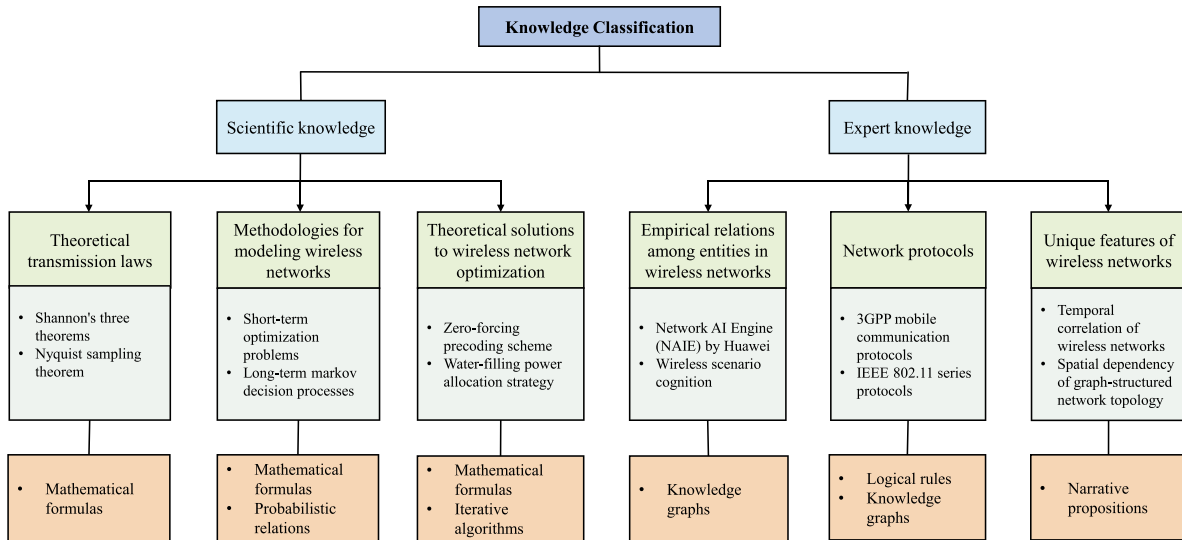 Knowledge Classification
Scientific knowledge
Expert knowledge
Theoretical
transmission laws
Methodologies for
modeling wireless
networks
Theoretical solutions
to wireless network
optimization
Empirical relations
among entities in
wireless networks
Network protocols
Unique features of
wireless networks
• Shannon's three
theorems
• Nyquist sampling
theorem
• Short-term
optimization
problems
• Long-term markov
decision processes
• Zero-forcing
precoding scheme
• Water-filling power
allocation strategy
• Network AI Engine
(NAIE) by Huawei
• Wireless scenario
cognition
• 3GPP mobile
communication
protocols
• IEEE 802.11 series
protocols
• Temporal
correlation of
wireless networks
• Spatial dependency
of graph-structured
network topology
• Mathematical
formulas
• Mathematical
formulas
• Probabilistic
relations
• Mathematical
formulas
• Iterative
algorithms
• Knowledge
graphs
• Logical rules
• Knowledge
graphs
• Narrative
propositions